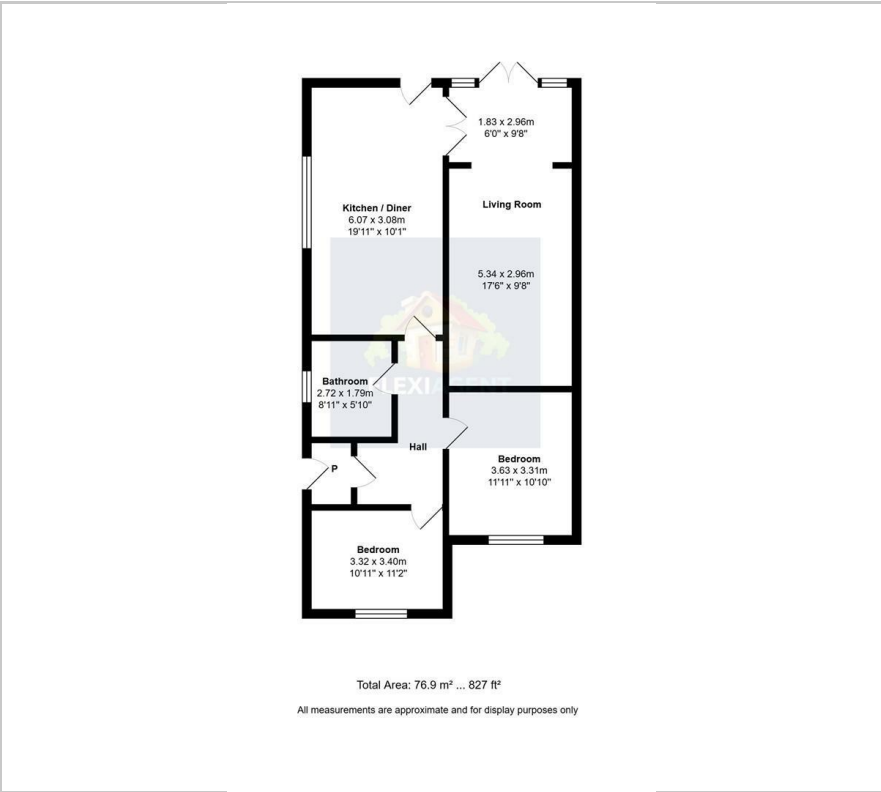 1.83 x 2.96m
6'0" x 9'8"
Kitchen / Diner
6.07 x 3.08m
19'11" x 10'1"
Living Room
5.34 x 2.96m
17'6" x 9'8"
LEXIAGENT
Bathroom
2.72 x 1.79m
8'11" x 5'10"
Hall
P
Bedroom
3.63 x 3.31m
11'11" x 10'10"
Bedroom
3.32 x 3.40m
10'11" x 11'2"
Total Area: 76.9 m² ... 827 ft²
All measurements are approximate and for display purposes only